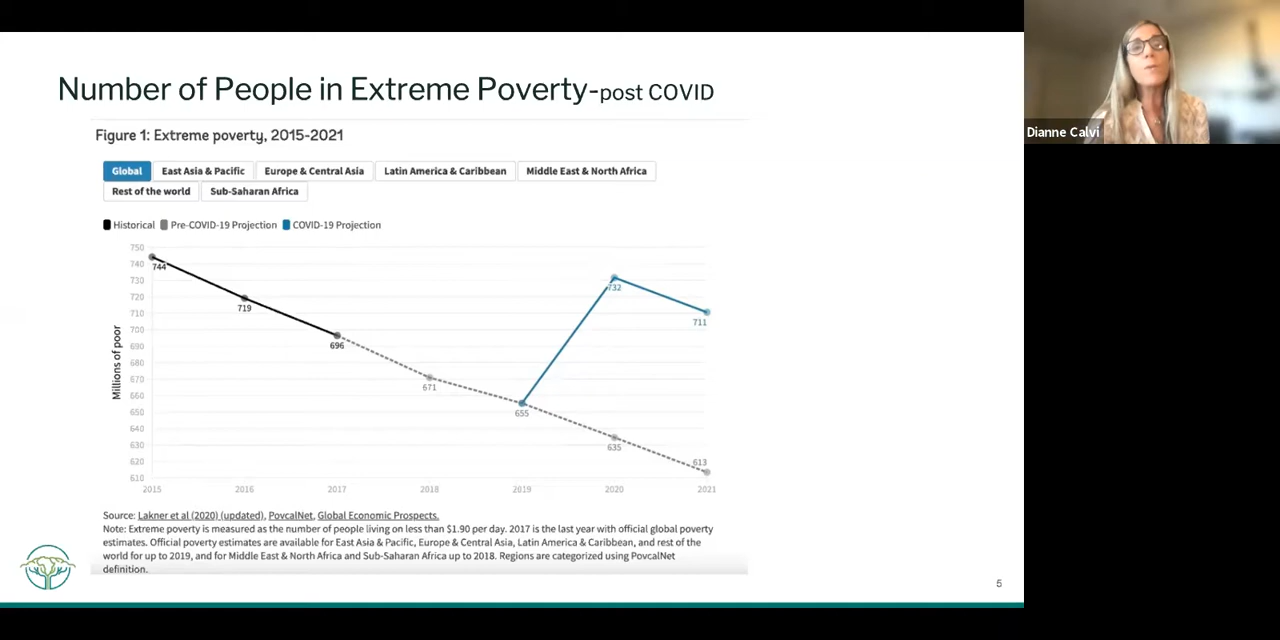 Number of People in Extreme Poverty-post COVID
Dianne Calvi
Figure 1: Extreme poverty, 2015-2021
Global East Asia & Pacific Europe & Central Asia Latin America & Caribbean Middle East & North Africa
Rest of the world Sub-Saharan Africa
Historical Pre-COVID-19 Projection COVID-19 Projection
Millions of poor
750
740
730
720
710
700
690
680
670
660
650
640
630
620
610
744
719
696
671
655
635
613
732
711
2015 2016 2017 2018 2019 2020 2021
Source: Lakner et al (2020) (updated), PovcalNet, Global Economic Prospects.
Note: Extreme poverty is measured as the number of people living on less than $1.90 per day. 2017 is the last year with official global poverty
estimates. Official poverty estimates are available for East Asia & Pacific, Europe & Central Asia, Latin America & Caribbean, and rest of the
world for up to 2019, and for Middle East & North Africa and Sub-Saharan Africa up to 2018. Regions are categorized using PovcalNet
definition.
5